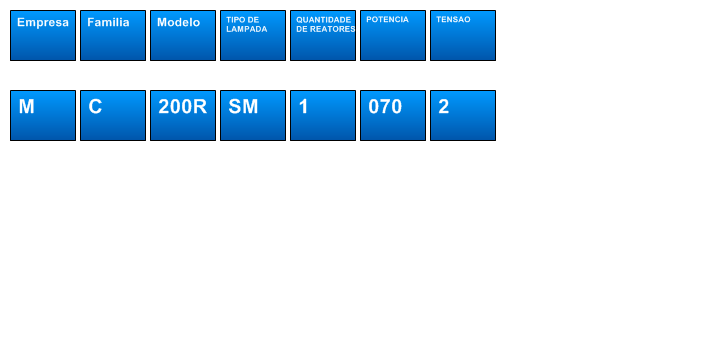 Empresa
Familia
Modelo
TIPO DE
LAMPADA
QUANTIDADE
DE REATORES
POTENCIA
TENSAO
M
C
200R
SM
1
070
2